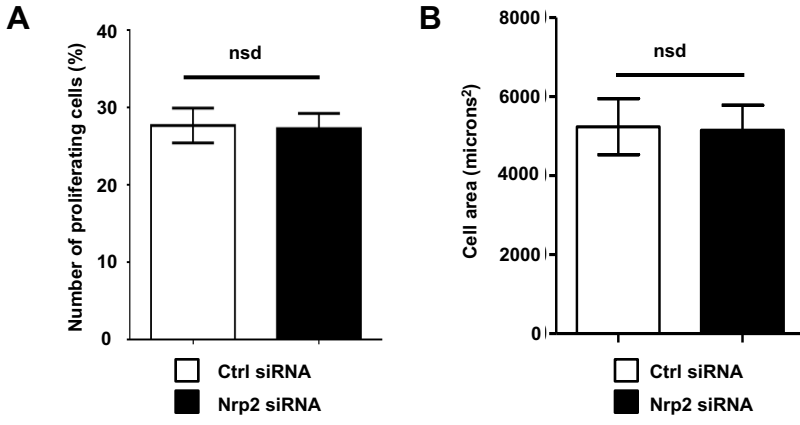 A
Number of proliferating cells (%)
40
30
20
10
0
nsd
Ctrl siRNA
Nrp2 siRNA
B
Cell area (microns²)
8000
6000
4000
2000
0
nsd
Ctrl siRNA
Nrp2 siRNA